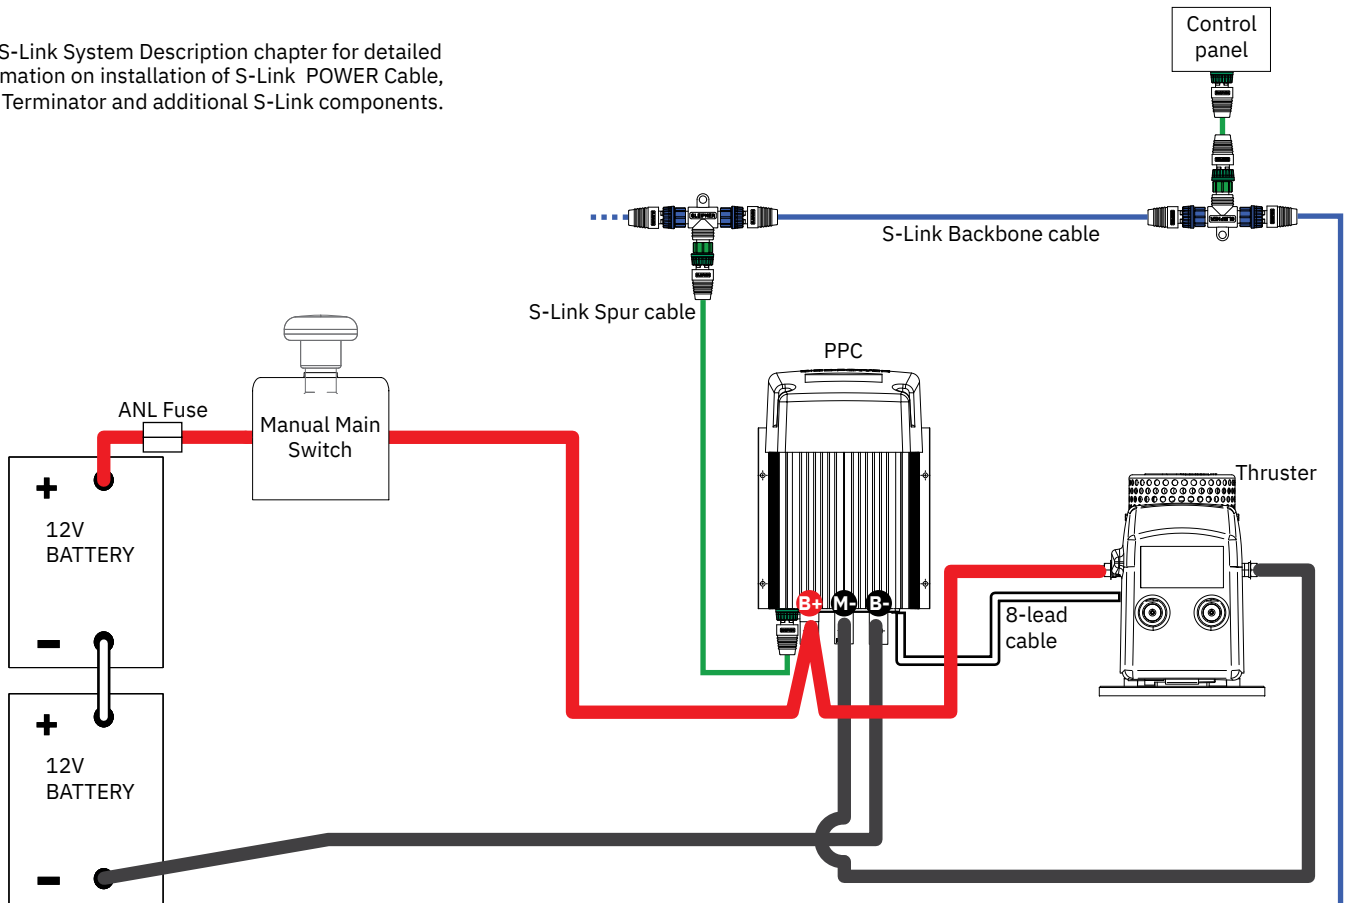 S-Link System Description chapter for detailed
mation on installation of S-Link POWER Cable,
Terminator and additional S-Link components.
Control
panel
S-Link Backbone cable
S-Link Spur cable
PPC
ANL Fuse
Manual Main
Switch
Thruster
+
12V
BATTERY
-
B+
M-
B-
8-lead
cable
+
12V
BATTERY
-